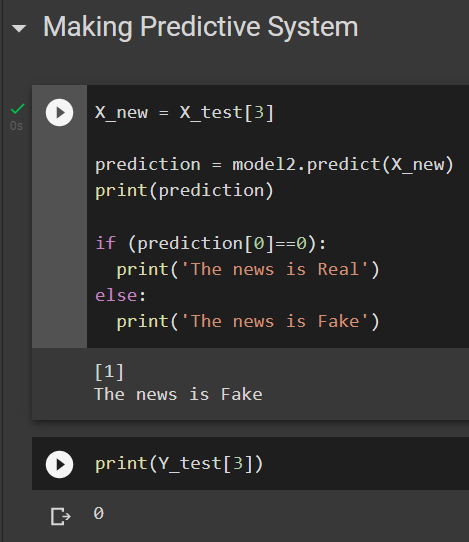 Making Predictive System
0s
X_new = X_test[3]
prediction = model2.predict(X_new)
print(prediction)
if (prediction[0]==0):
  print('The news is Real')
else:
  print('The news is Fake')
[1]
The news is Fake
print(Y_test[3])
0